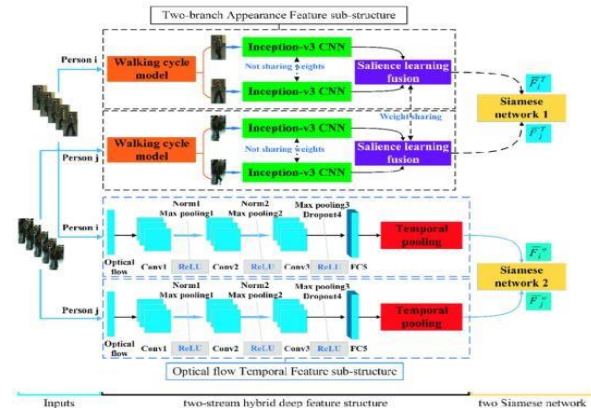 Two-branch Appearance Feature sub-structure
Person i
Walking cycle
model
Inception-v3 CNN
Not sharing weights
Inception-v3 CNN
Salience learning
fusion
Weight sharing
Siamese
network 1
Person j
Walking cycle
model
Inception-v3 CNN
Not sharing weights
Inception-v3 CNN
Salience learning
fusion
Person i
Norm1
Max pooling1
Norm2
Max pooling2
Max pooling3
Dropout4
Temporal
pooling
Optical
flow
Conv1
ReLU
Conv2
ReLU
Conv3
ReLU
FC5
Siamese
network 2
Person j
Norm1
Max pooling1
Norm2
Max pooling2
Max pooling3
Dropout4
Temporal
pooling
Optical
flow
Conv1
ReLU
Conv2
ReLU
Conv3
ReLU
FC5
Optical flow Temporal Feature sub-structure
Inputs
two-stream hybrid deep feature structure
two Siamese network